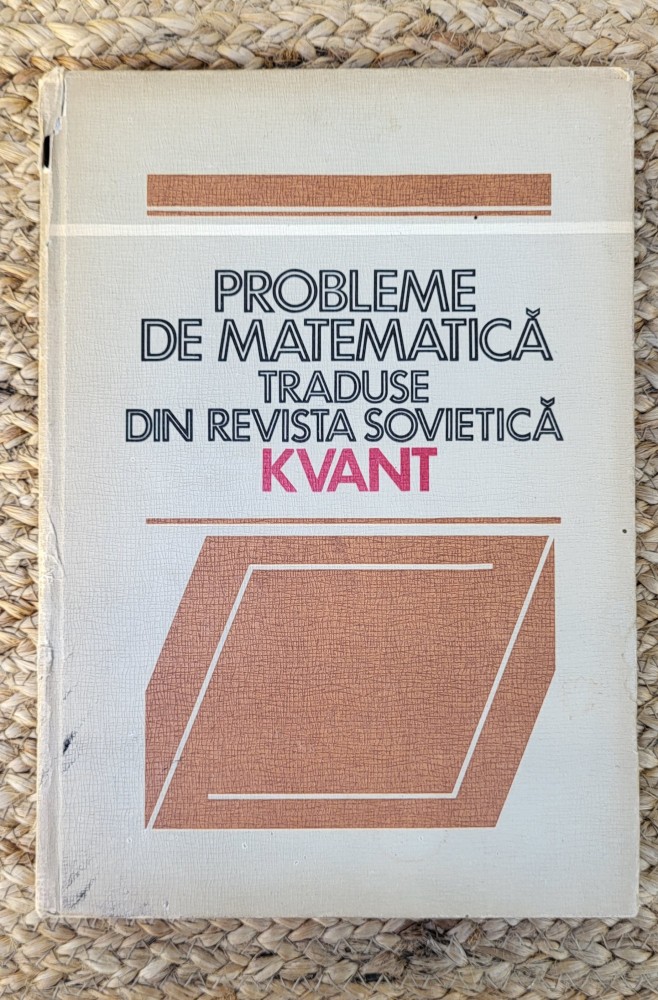 PROBLEME
DE MATEMATICĂ
TRADUSE
DIN REVISTA SOVIETICĂ
KVANT